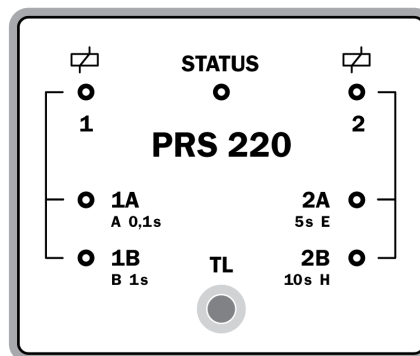 STATUS
1
2
PRS 220
1A
2A
A 0,1s
5s E
1B
2B
B 1s
10s H
TL